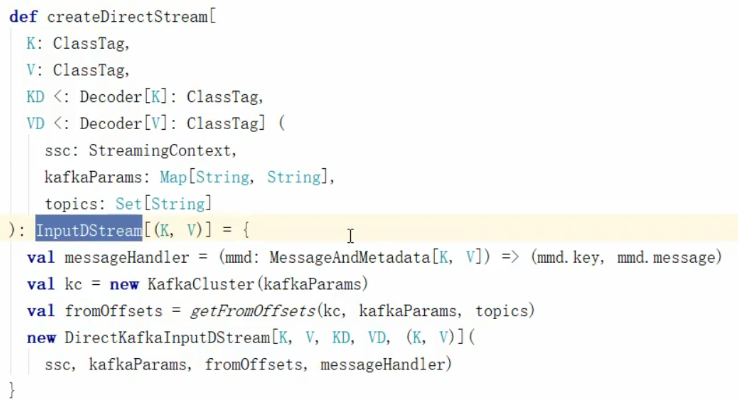 def createDirectStream[
K: ClassTag,
V: ClassTag,
KD <: Decoder[K]: ClassTag,
VD <: Decoder[V]: ClassTag] (
ssc: StreamingContext,
kafkaParams: Map[String, String],
topics: Set[String]
): InputDStream[(K, V)] = {
val messageHandler = (mmd: MessageAndMetadata[K, V]) => (mmd.key, mmd.message)
val kc = new KafkaCluster(kafkaParams)
val fromOffsets = getFromOffsets(kc, kafkaParams, topics)
new DirectKafkaInputDStream[K, V, KD, VD, (K, V)](
ssc, kafkaParams, fromOffsets, messageHandler)
}